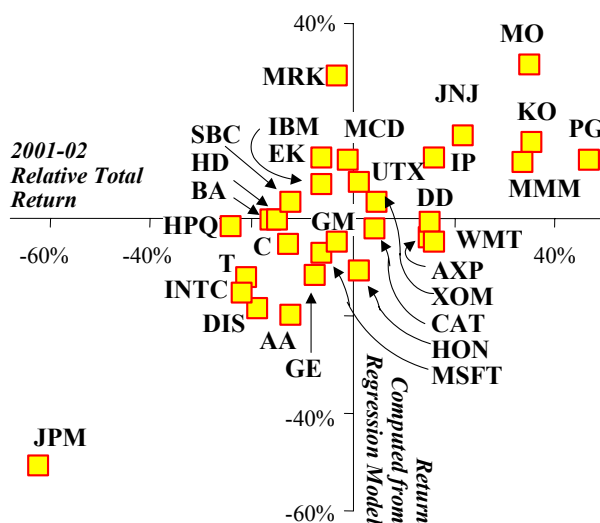 40%
MO
MRK
JNJ
KO
PG
SBC
IBM
MCD
2001-02
Relative Total
Return
HD
EK
UTX
IP
MMM
BA
DD
HPQ
GM
WMT
-60%
-40%
C
40%
T
AXP
INTC
XOM
DIS
CAT
AA
HON
GE
MSFT
-40%
Return
Computed from
Regression Model
JPM
-60%